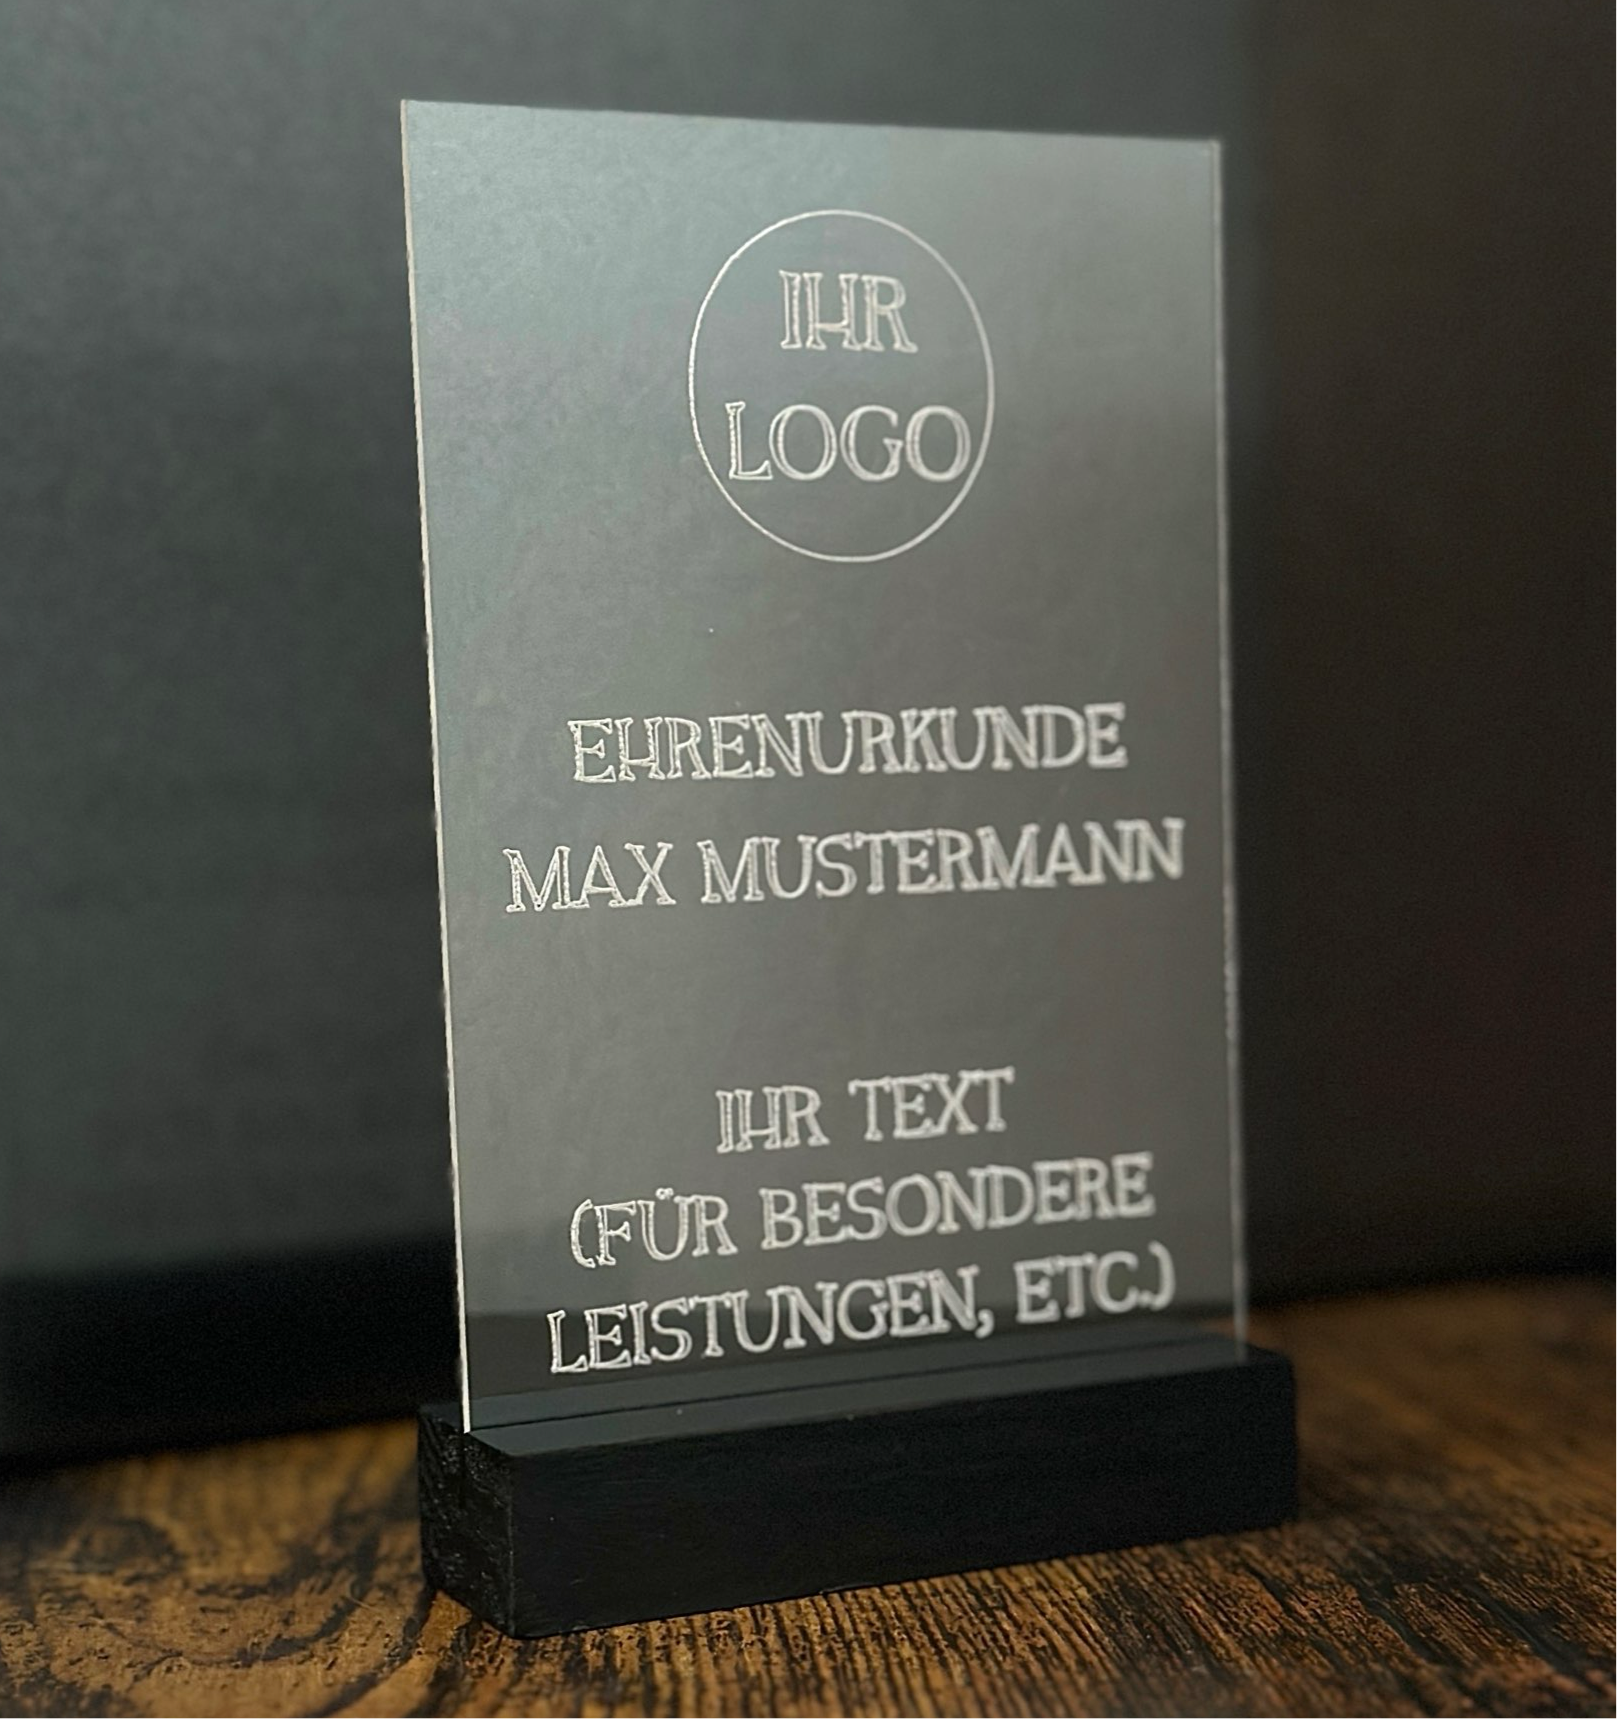 IHR
LOGO
EHRENURKUNDE
MAX MUSTERMANN
IHR TEXT
(FÜR BESONDERE
LEISTUNGEN, ETC.)